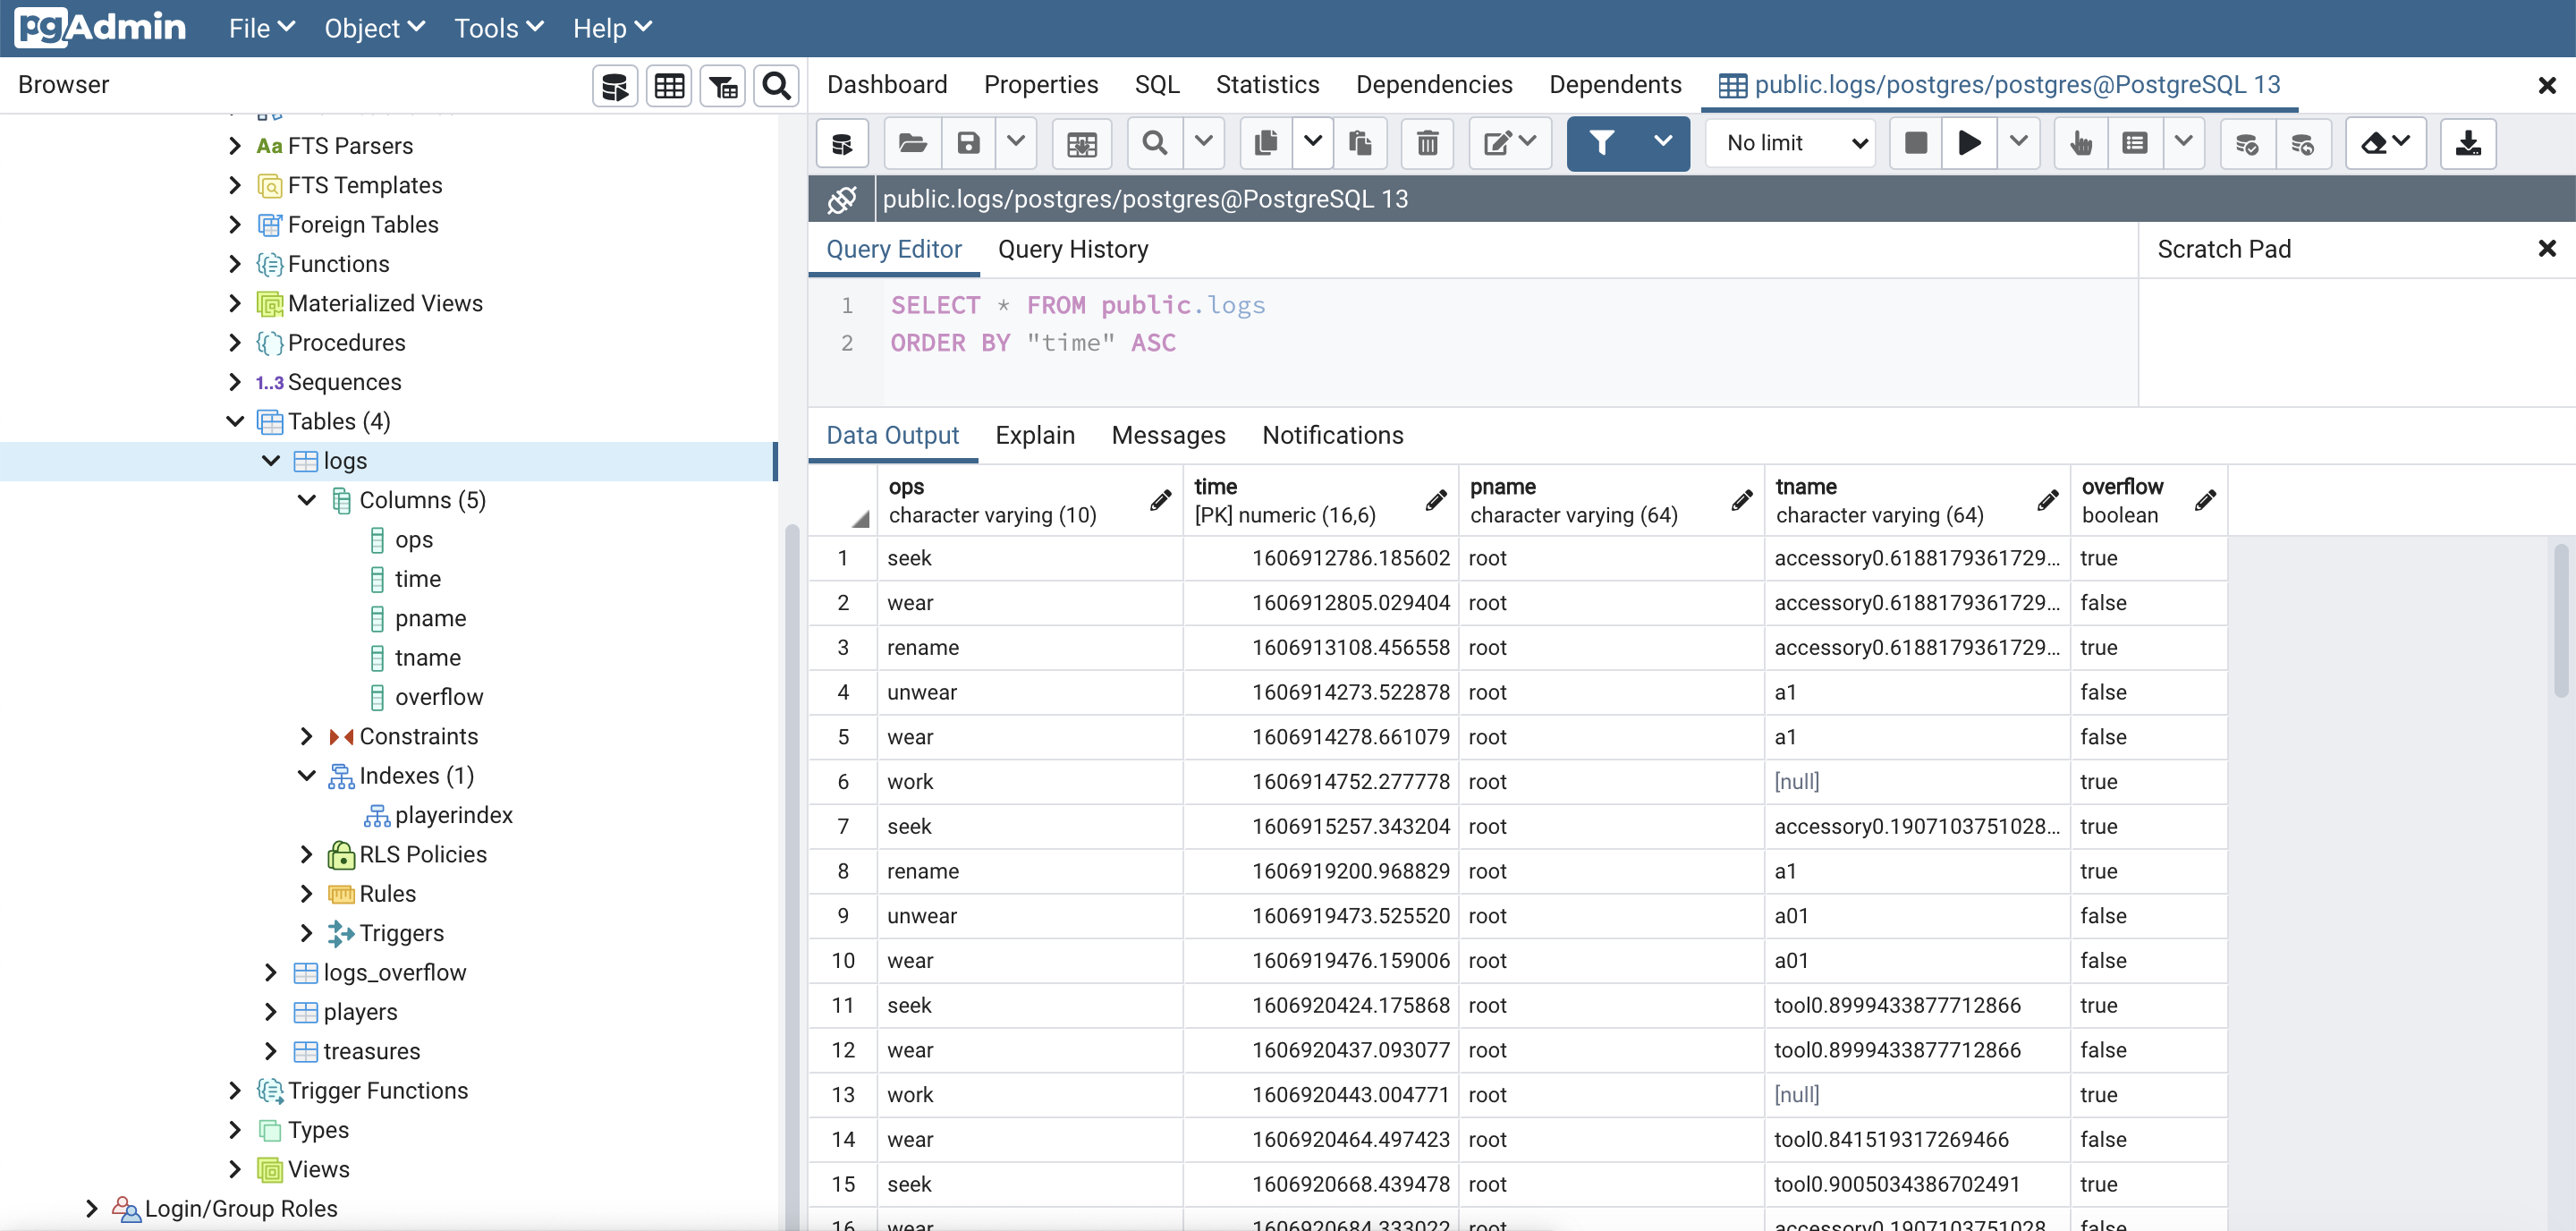 pgAdmin File Object Tools Help
Browser
Dashboard Properties SQL Statistics Dependencies Dependents public.logs/postgres/postgres@PostgreSQL 13
Aa FTS Parsers
FTS Templates
Foreign Tables
Functions
Materialized Views
Procedures
1..3 Sequences
Tables (4)
logs
Columns (5)
ops
time
pname
tname
overflow
Constraints
Indexes (1)
playerindex
RLS Policies
Rules
Triggers
logs_overflow
players
treasures
Trigger Functions
Types
Views
Login/Group Roles
No limit
public.logs/postgres/postgres@PostgreSQL 13
Query Editor Query History
Scratch Pad
1 SELECT * FROM public.logs
2 ORDER BY "time" ASC
Data Output Explain Messages Notifications
ops time pname tname overflow
character varying (10) [PK] numeric (16,6) character varying (64) character varying (64) boolean
1 seek 1606912786.185602 root accessory0.6188179361729... true
2 wear 1606912805.029404 root accessory0.6188179361729... false
3 rename 1606913108.456558 root accessory0.6188179361729... true
4 unwear 1606914273.522878 root a1 false
5 wear 1606914278.661079 root a1 false
6 work 1606914752.277778 root [null] true
7 seek 1606915257.343204 root accessory0.1907103751028... true
8 rename 1606919200.968829 root a1 true
9 unwear 1606919473.525520 root a01 false
10 wear 1606919476.159006 root a01 false
11 seek 1606920424.175868 root tool0.8999433877712866 true
12 wear 1606920437.093077 root tool0.8999433877712866 false
13 work 1606920443.004771 root [null] true
14 wear 1606920464.497423 root tool0.841519317269466 false
15 seek 1606920668.439478 root tool0.9005034386702491 true
16 wear 1606920684.333022 root accessory0.1907103751028 false